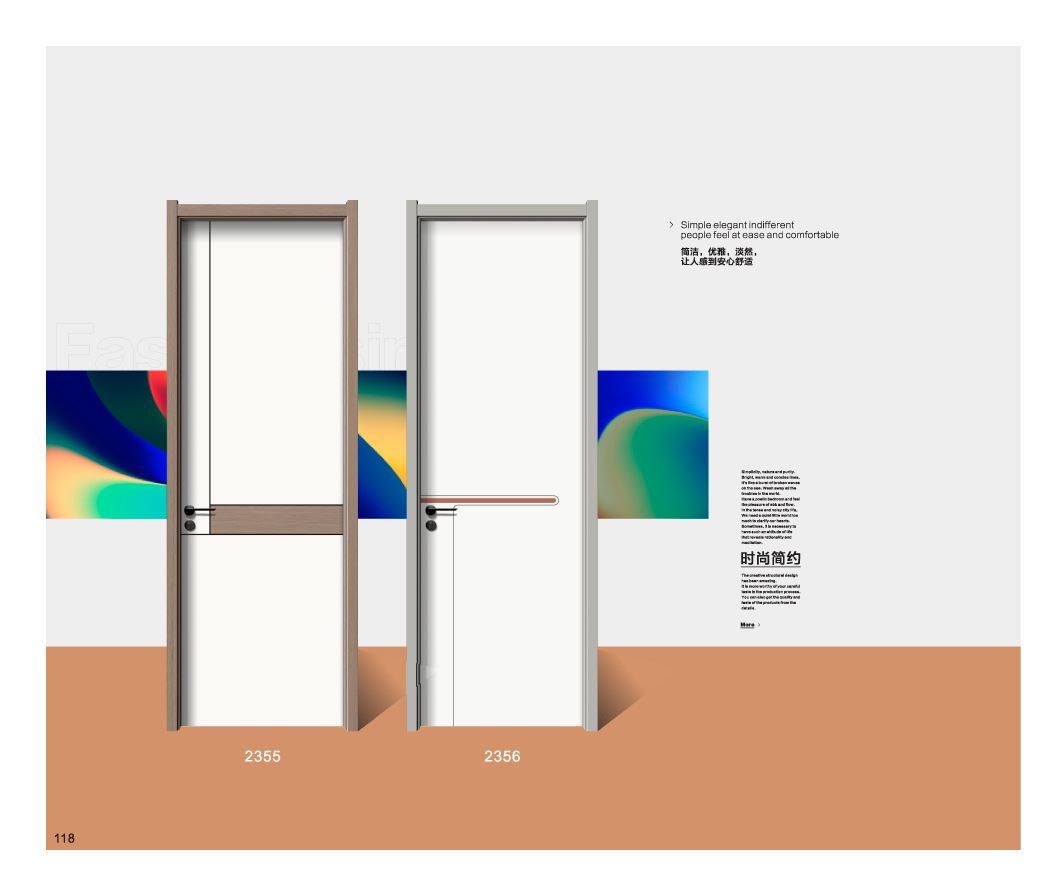 Simple elegant indifferent
people feel at ease and comfortable
简洁，优雅，淡然，
让人感到安心舒适
Simplicity, nature and purity.
Bright, warm and concise lines,
It's like a burst of broken waves
on the sea. Wash away all the
troubles in the world.
Have a poetic bedroom and feel
the pleasure of ebb and flow.
In the tense and noisy city life,
We need a quiet little world too
much to clarify our hearts.
Sometimes, it is necessary to
have such an attitude of life
that reveals rationality and
meditation.
时尚简约
The creative structural design
has been amazing.
It is more worthy of your careful
taste in the production process.
You can also get the quality and
taste of the products from the
details.
More >
2355
2356
118